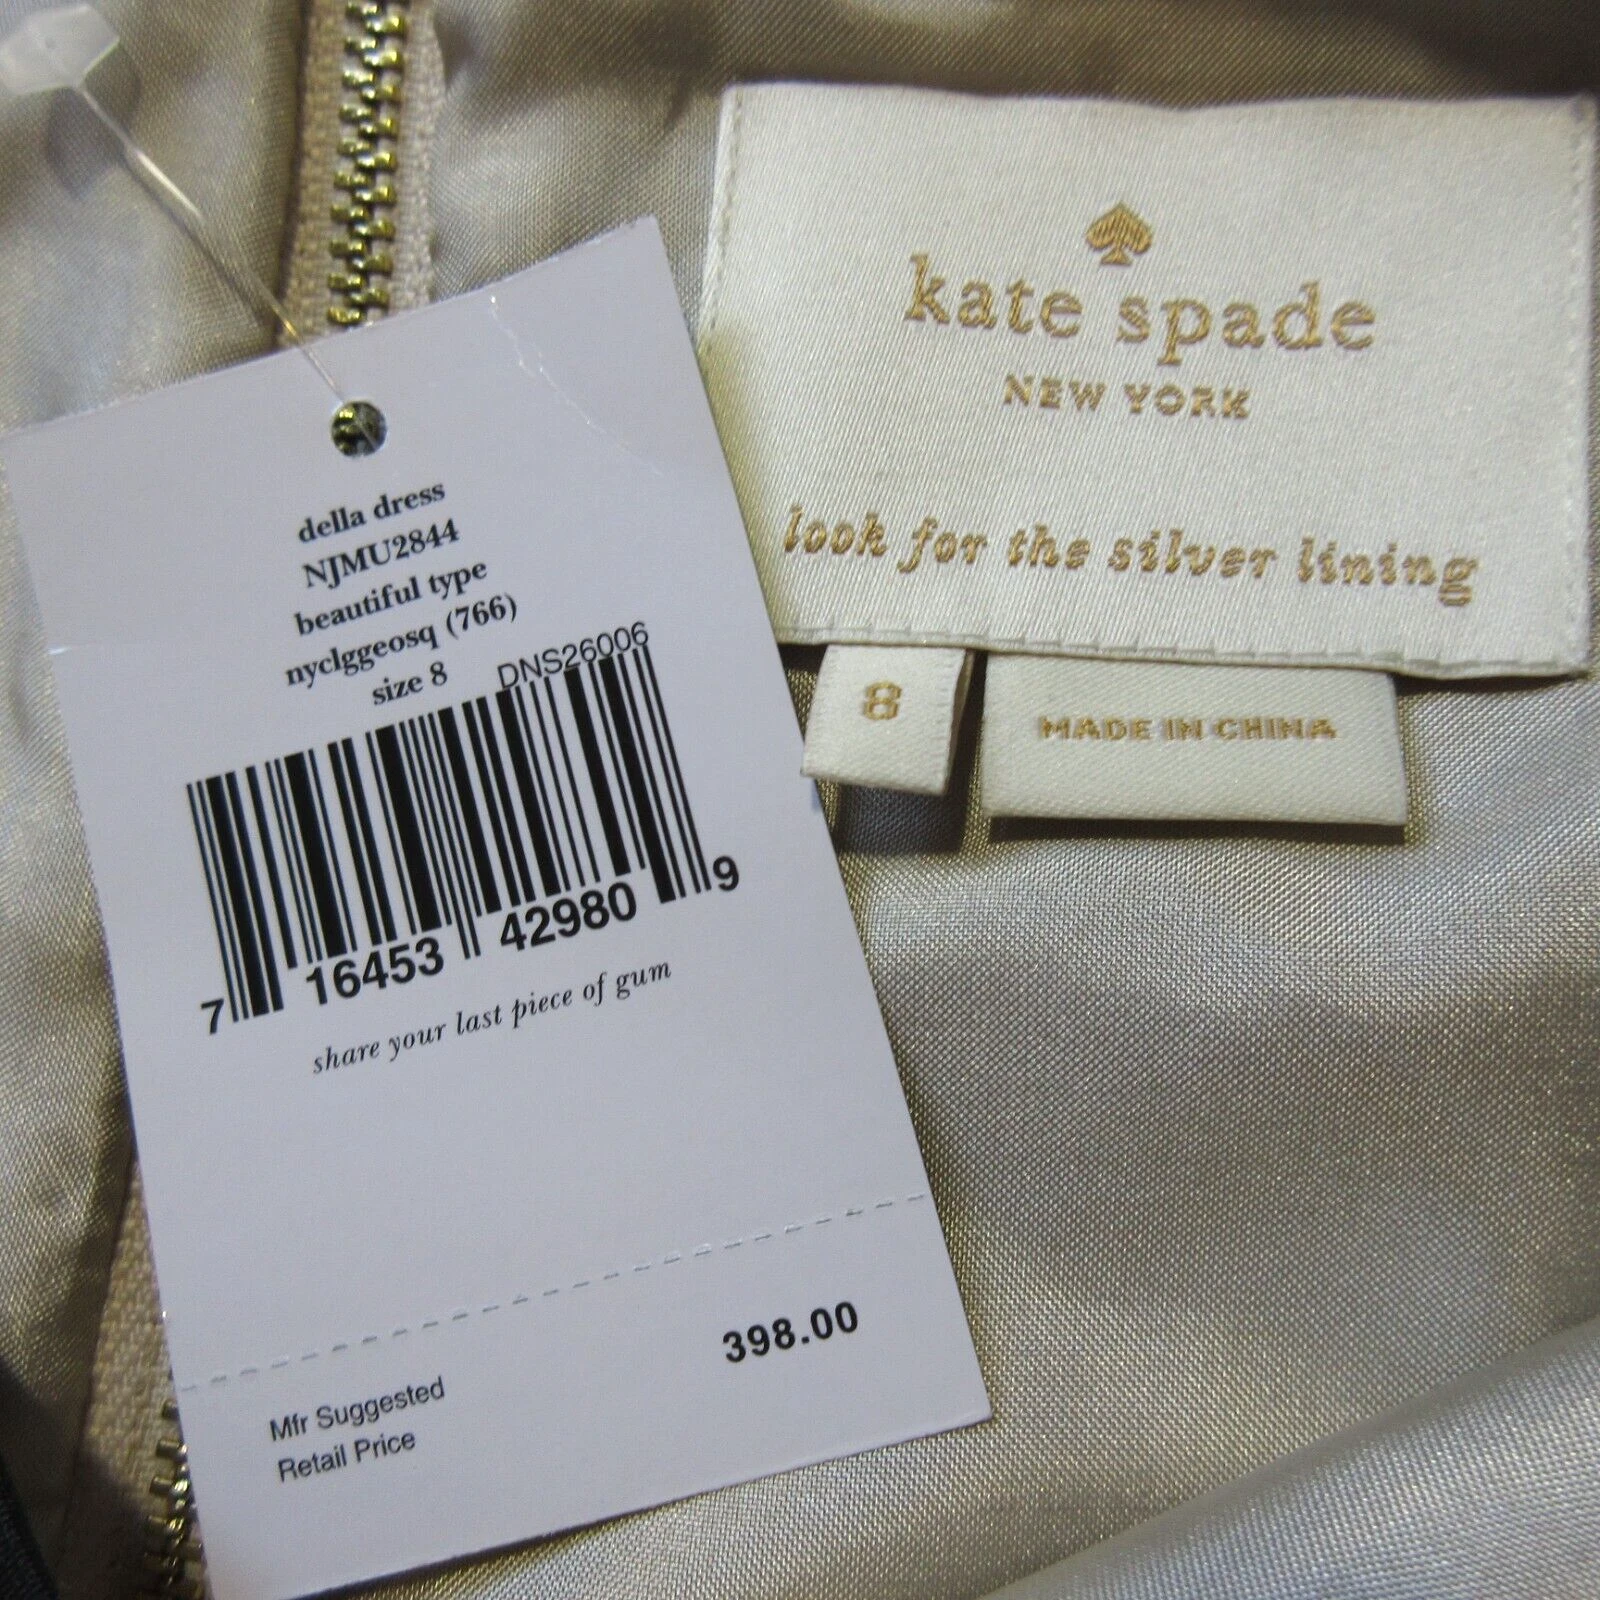 kate spade
NEW YORK
look for the silver lining
8
MADE IN CHINA
della dress
NJMU2844
beautiful type
nyclggeosq (766)
size 8 DNS26006
7 16453 42980 9
share your last piece of gum
398.00
Mfr Suggested
Retail Price